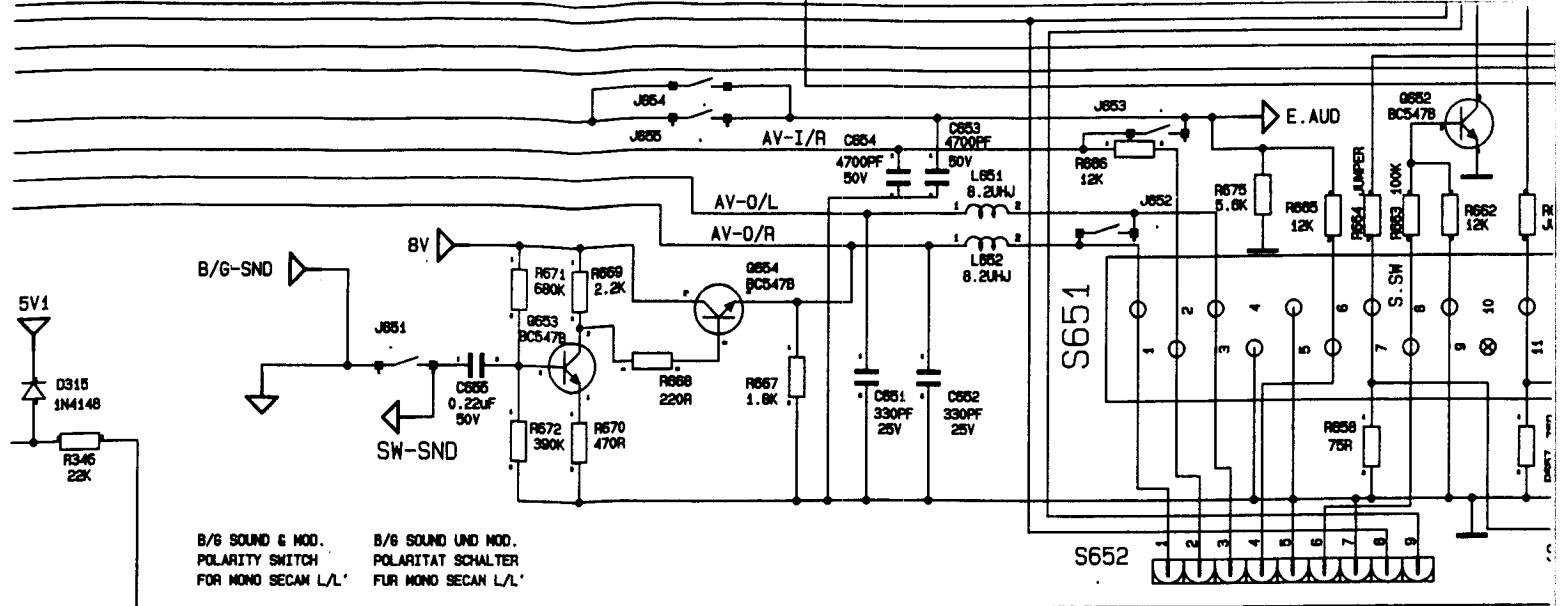 J654
J655
AV-I/R
C654
4700PF
50V
C653
4700PF
50V
J653
R666
12K
E.AUD
Q652
BC547B
L651
8.2UHJ
AV-O/L
AV-O/R
J652
L652
8.2UHJ
R675
5.6K
R665
12K
R664 JUMPER
R663 100K
R662
12K
8V
B/G-SND
5V1
R671
680K
R669
2.2K
Q654
BC547B
Q653
BC547B
J651
D315
1N4148
C655
0.22uF
50V
SW-SND
R668
220R
R667
1.8K
C651
330PF
25V
C652
330PF
25V
R672
390K
R670
470R
R346
22K
S651
S.SW
2
4
6
8
10
1
3
5
7
9
11
R658
75R
B/G SOUND & MOD.
POLARITY SWITCH
FOR MONO SECAM L/L'
B/G SOUND UND MOD.
POLARITAT SCHALTER
FUR MONO SECAN L/L'
S652
1
2
3
4
5
6
7
8
9